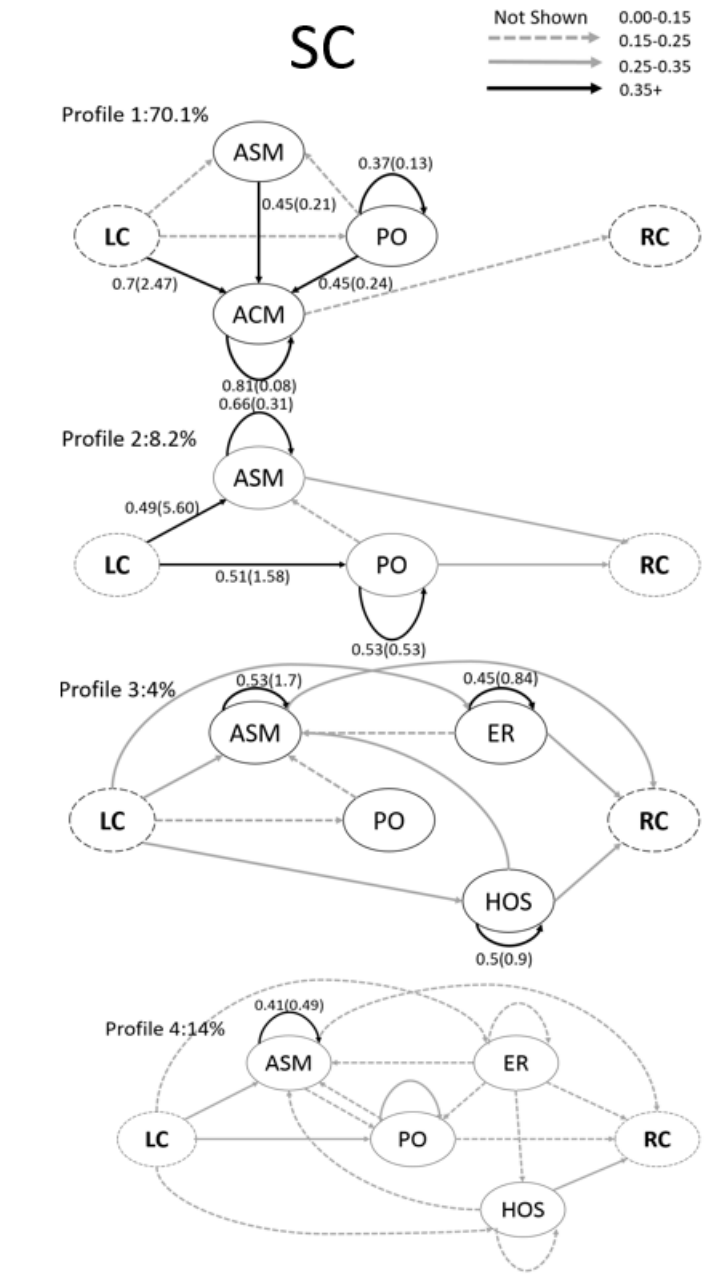 SC
Not Shown 0.00-0.15
0.15-0.25
0.25-0.35
0.35+
Profile 1:70.1%
ASM
0.37(0.13)
0.45(0.21)
LC
PO
RC
0.7(2.47)
0.45(0.24)
ACM
0.81(0.08)
0.66(0.31)
Profile 2:8.2%
ASM
0.49(5.60)
LC
PO
RC
0.51(1.58)
0.53(0.53)
Profile 3:4%
0.53(1.7)
0.45(0.84)
ASM
ER
LC
PO
RC
HOS
0.5(0.9)
0.41(0.49)
Profile 4:14%
ASM
ER
LC
PO
RC
HOS